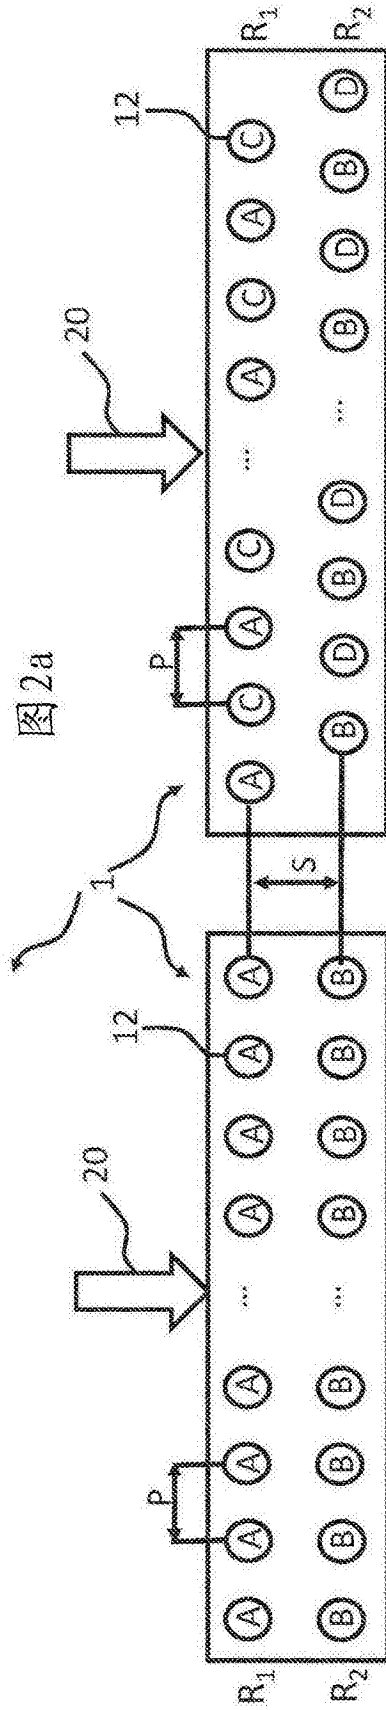 图2a
20 20
1
12 12
P P
R₁ A A A A ... A A A A A C A C ... A C A C R₁
S
R₂ B B B B ... B B B B B D B D ... B D B D R₂